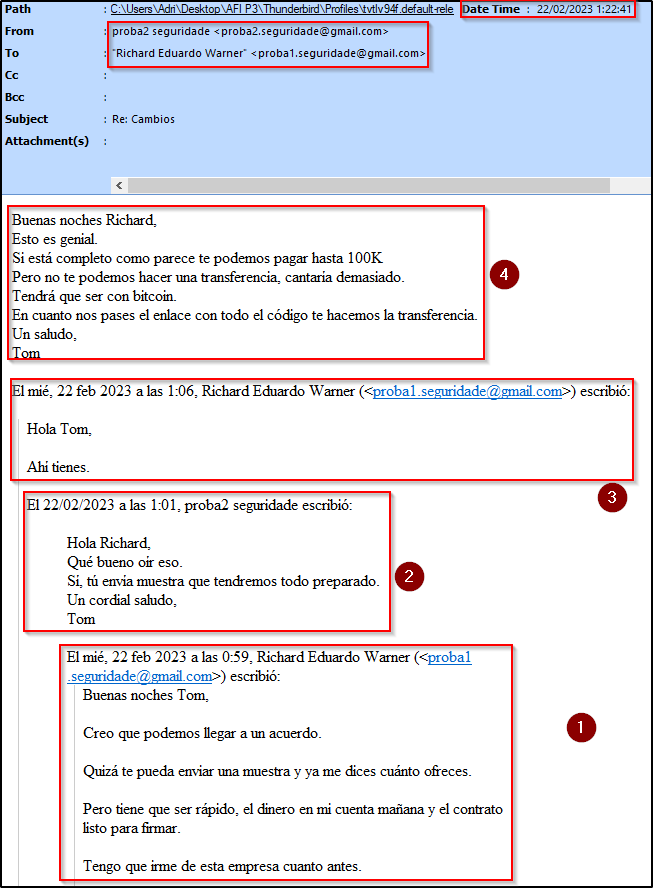 Path : C:\Users\Adri\Desktop\AFI P3\Thunderbird\Profiles\tvtlv94f.default-rele Date Time : 22/02/2023 1:22:41
From : proba2 seguridade <proba2.seguridade@gmail.com>
To : "Richard Eduardo Warner" <proba1.seguridade@gmail.com>
Cc :
Bcc :
Subject : Re: Cambios
Attachment(s) :
Buenas noches Richard,
Esto es genial.
Si está completo como parece te podemos pagar hasta 100K
Pero no te podemos hacer una transferencia, cantaría demasiado.
Tendrá que ser con bitcoin.
En cuanto nos pases el enlace con todo el código te hacemos la transferencia.
Un saludo,
Tom
4
El mié, 22 feb 2023 a las 1:06, Richard Eduardo Warner (<proba1.seguridade@gmail.com>) escribió:
Hola Tom,
Ahi tienes.
3
El 22/02/2023 a las 1:01, proba2 seguridade escribió:
Hola Richard,
Qué bueno oír eso.
Si, tú envia muestra que tendremos todo preparado.
Un cordial saludo,
Tom
2
El mié, 22 feb 2023 a las 0:59, Richard Eduardo Warner (<proba1
.seguridade@gmail.com>) escribió:
Buenas noches Tom,
Creo que podemos llegar a un acuerdo.
1
Quizá te pueda enviar una muestra y ya me dices cuánto ofreces.
Pero tiene que ser rápido, el dinero en mi cuenta mañana y el contrato
listo para firmar.
Tengo que irme de esta empresa cuanto antes.